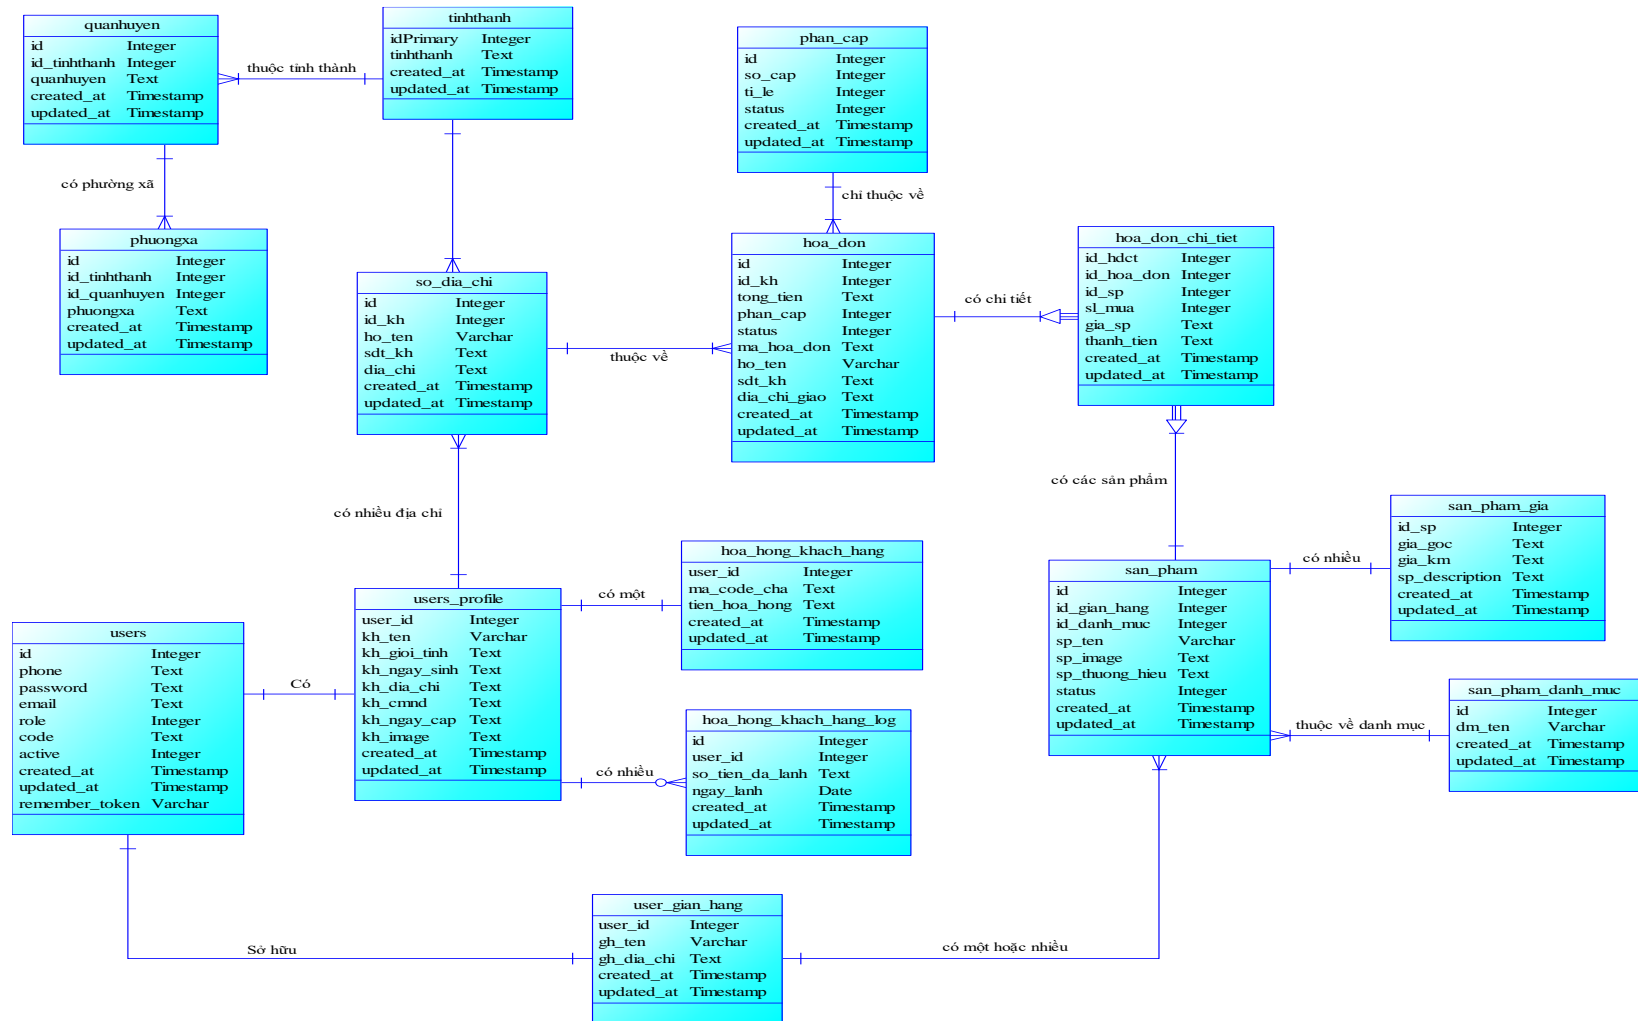 quanhuyen
id Integer
id_tinhthanh Integer
quanhuyen Text
created_at Timestamp
updated_at Timestamp
thuộc tỉnh thành
tinhthanh
idPrimary Integer
tinhthanh Text
created_at Timestamp
updated_at Timestamp
phan_cap
id Integer
so_cap Integer
ti_le Integer
status Integer
created_at Timestamp
updated_at Timestamp
có phường xã
chỉ thuộc về
phuongxa
id Integer
id_tinhthanh Integer
id_quanhuyen Integer
phuongxa Text
created_at Timestamp
updated_at Timestamp
so_dia_chi
id Integer
id_kh Integer
ho_ten Varchar
sdt_kh Text
dia_chi Text
created_at Timestamp
updated_at Timestamp
thuộc về
hoa_don
id Integer
id_kh Integer
tong_tien Text
phan_cap Integer
status Integer
ma_hoa_don Text
ho_ten Varchar
sdt_kh Text
dia_chi_giao Text
created_at Timestamp
updated_at Timestamp
có chi tiết
hoa_don_chi_tiet
id_hdct Integer
id_hoa_don Integer
id_sp Integer
sl_mua Integer
gia_sp Text
thanh_tien Text
created_at Timestamp
updated_at Timestamp
có nhiều địa chỉ
có các sản phẩm
users
id Integer
phone Text
password Text
email Text
role Integer
code Text
active Integer
created_at Timestamp
updated_at Timestamp
remember_token Varchar
Có
users_profile
user_id Integer
kh_ten Varchar
kh_gioi_tinh Text
kh_ngay_sinh Text
kh_dia_chi Text
kh_cmnd Text
kh_ngay_cap Text
kh_image Text
created_at Timestamp
updated_at Timestamp
có một
hoa_hong_khach_hang
user_id Integer
ma_code_cha Text
tien_hoa_hong Text
created_at Timestamp
updated_at Timestamp
có nhiều
hoa_hong_khach_hang_log
id Integer
user_id Integer
so_tien_da_lanh Text
ngay_lanh Date
created_at Timestamp
updated_at Timestamp
san_pham
id Integer
id_gian_hang Integer
id_danh_muc Integer
sp_ten Varchar
sp_image Text
sp_thuong_hieu Text
status Integer
created_at Timestamp
updated_at Timestamp
có nhiều
san_pham_gia
id_sp Integer
gia_goc Text
gia_km Text
sp_description Text
created_at Timestamp
updated_at Timestamp
thuộc về danh mục
san_pham_danh_muc
id Integer
dm_ten Varchar
created_at Timestamp
updated_at Timestamp
Sở hữu
user_gian_hang
user_id Integer
gh_ten Varchar
gh_dia_chi Text
created_at Timestamp
updated_at Timestamp
có một hoặc nhiều